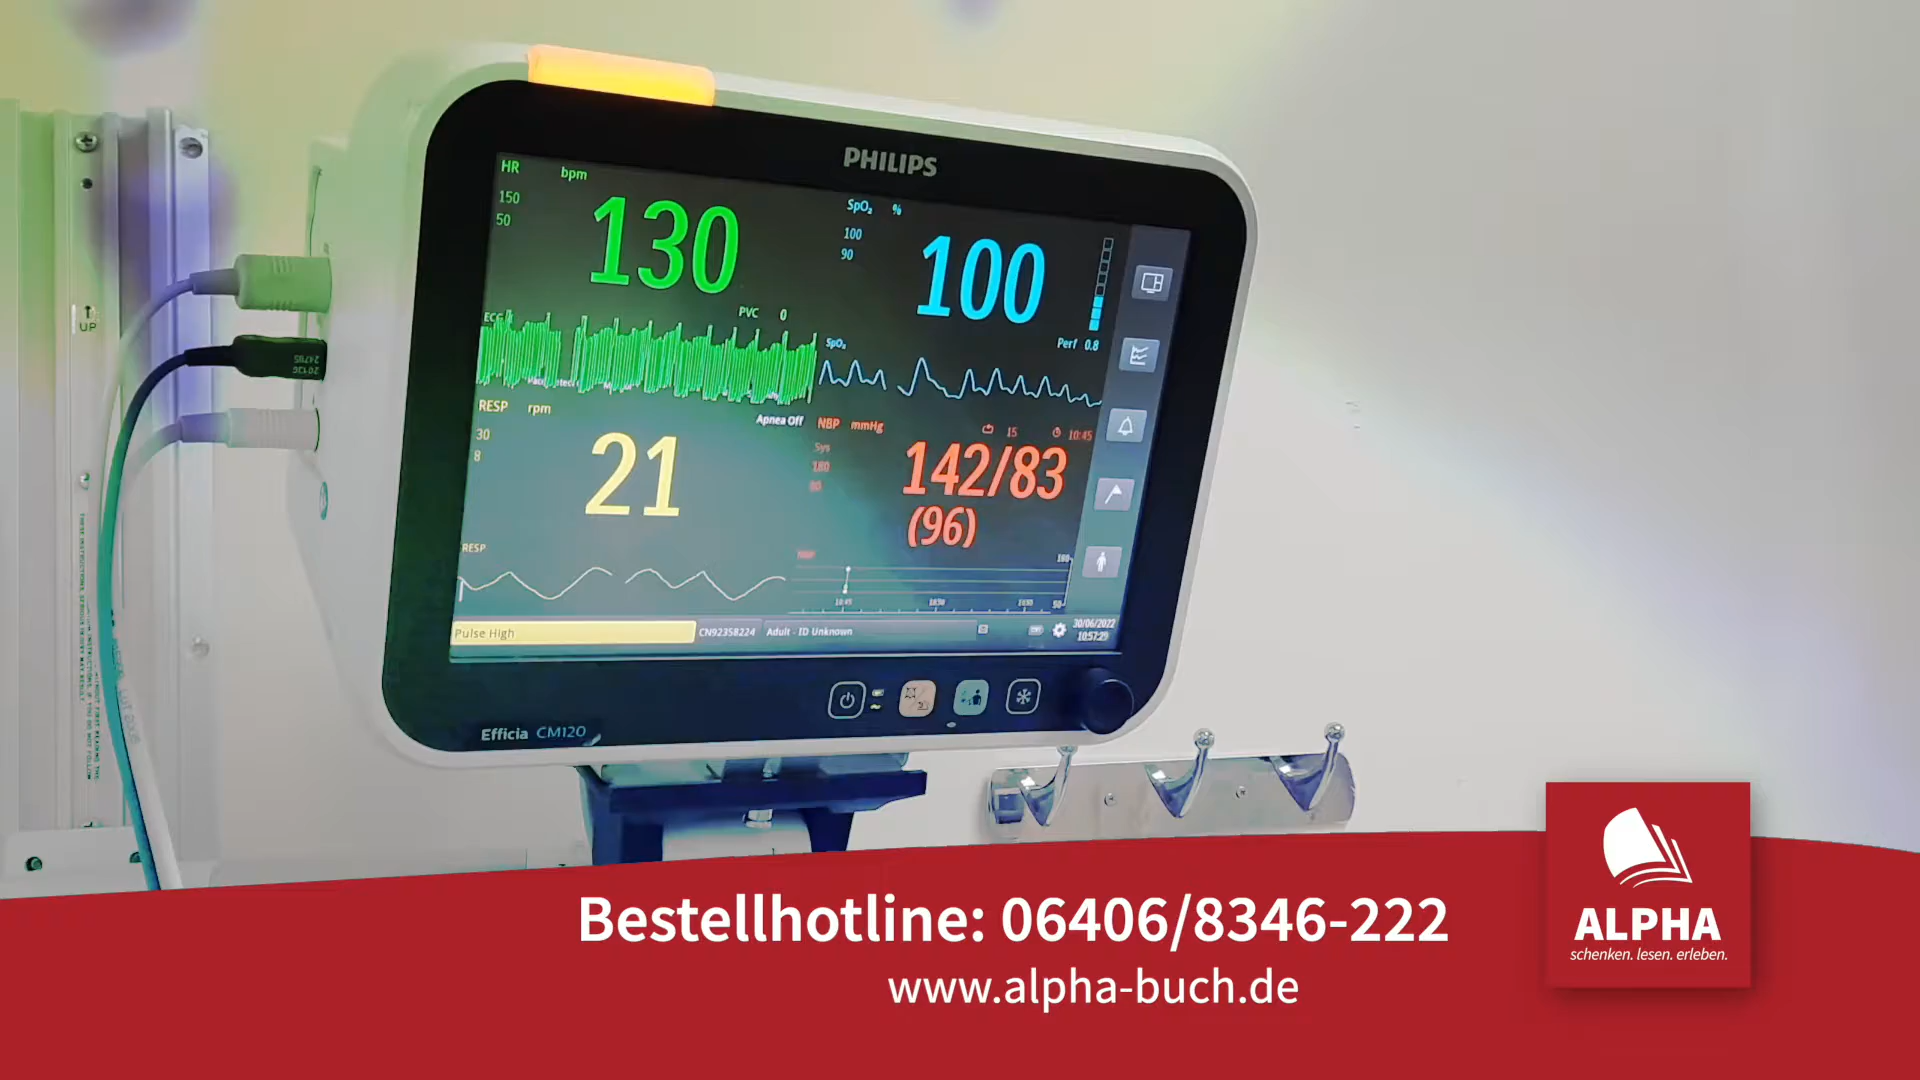 PHILIPS
HR bpm
150
50
130
SpO₂ %
100
90
100
PVC 0
Perf 0.8
ECG
SpO₂
RESP rpm
30
8
21
Apnea Off
NBP mmHg
15 10:45
Sys
180
142/83
(96)
RESP
NBP
Pulse High
CN92358224
Adult - ID Unknown
30/06/2022
10:57:29
Efficia CM120
UP
Bestellhotline: 06406/8346-222
www.alpha-buch.de
ALPHA
schenken. lesen. erleben.